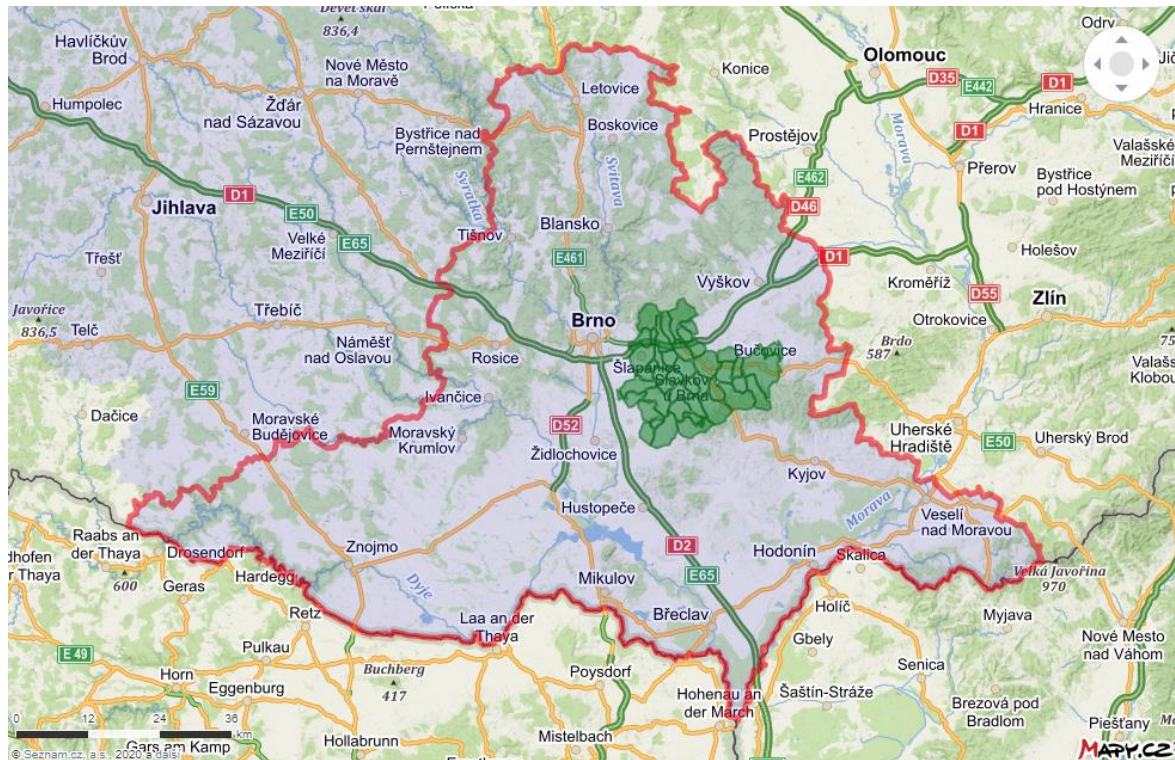 Devět skal
836,4
Odry
Havlíčkův
Brod
Olomouc
Nové Město
na Moravě
Konice
Letovice
D35
E442
D1
Humpolec
Žďár
nad Sázavou
Hranice
Bystřice nad
Pernštejnem
Boskovice
Prostějov
Morava
D1
Svitava
Přerov
Valašské
Meziříčí
Svratka
E462
Bystřice
pod Hostýnem
D1
Jihlava
D46
E50
Blansko
Velké
Meziříčí
E65
Tišnov
Holešov
Třešť
E461
D1
Vyškov
Kroměříž
D55
Zlín
Javořice
836,5
Třebíč
Brno
Otrokovice
Telč
Náměšť
nad Oslavou
Rosice
Bučovice
Brdo
587
Šlapanice
Slavkov
u Brna
Valašs
Klobou
E59
Ivančice
Dačice
Moravské
Budějovice
D52
Uherské
Hradiště
Moravský
Krumlov
E50
Uherský Brod
Židlochovice
Kyjov
Hustopeče
Morava
Veselí
nad Moravou
Raabs an
der Thaya
Drosendorf
Znojmo
D2
Hodonín
Skalica
600
Geras
Hardegg
Dyje
Mikulov
E65
Velká Javořina
970
Retz
Laa an der
Thaya
Břeclav
Holíč
Myjava
E 49
Pulkau
Gbely
Nové Mesto
nad Váhom
Horn
Buchberg
417
Poysdorf
Senica
Eggenburg
Hohenau an
der March
Šaštín-Stráže
Brezová pod
Bradlom
0 12 24 36
km
Gars am Kamp
Hollabrunn
Mistelbach
Piešťany
© Seznam.cz, a.s., 2020 a další
MAPY.CZ